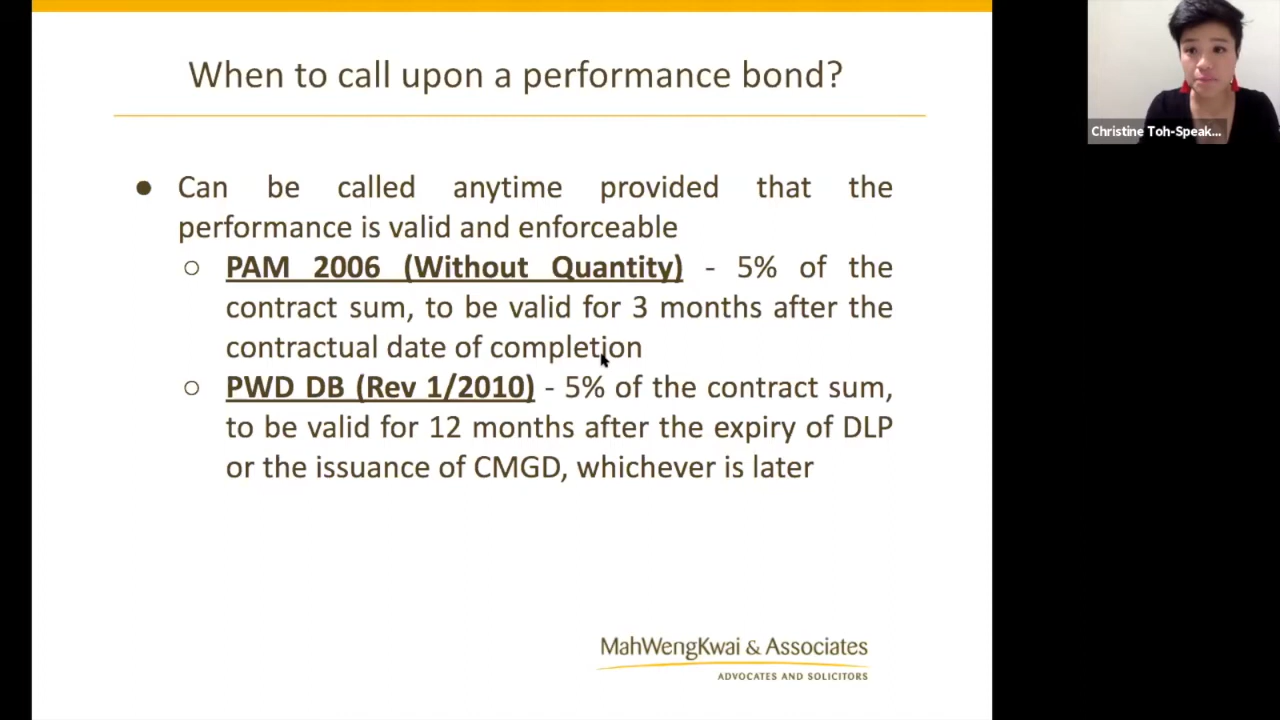 When to call upon a performance bond?
● Can be called anytime provided that the
performance is valid and enforceable
○ PAM 2006 (Without Quantity) - 5% of the
contract sum, to be valid for 3 months after the
contractual date of completion
○ PWD DB (Rev 1/2010) - 5% of the contract sum,
to be valid for 12 months after the expiry of DLP
or the issuance of CMGD, whichever is later
MahWengKwai & Associates
ADVOCATES AND SOLICITORS
Christine Toh-Speak...